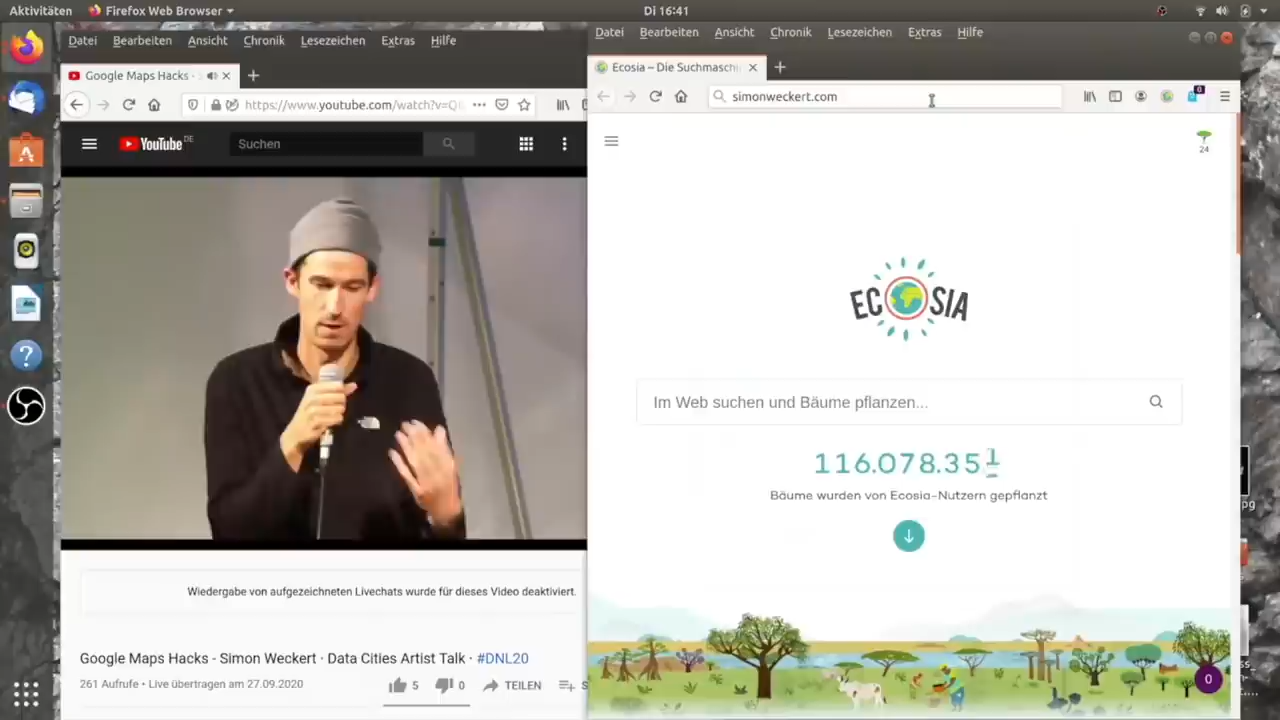 Aktivitäten
Firefox Web Browser
Di 16:41
Datei Bearbeiten Ansicht Chronik Lesezeichen Extras Hilfe
Google Maps Hacks -
https://www.youtube.com/watch?v=
YouTube DE
Suchen
Wiedergabe von aufgezeichneten Livechats wurde für dieses Video deaktiviert.
Google Maps Hacks - Simon Weckert · Data Cities Artist Talk · #DNL20
261 Aufrufe • Live übertragen am 27.09.2020
5
0
TEILEN
S
Datei Bearbeiten Ansicht Chronik Lesezeichen Extras Hilfe
Ecosia – Die Suchmaschi
simonweckert.com
0
24
ECOSIA
Im Web suchen und Bäume pflanzen...
116.078.351
Bäume wurden von Ecosia-Nutzern gepflanzt
0